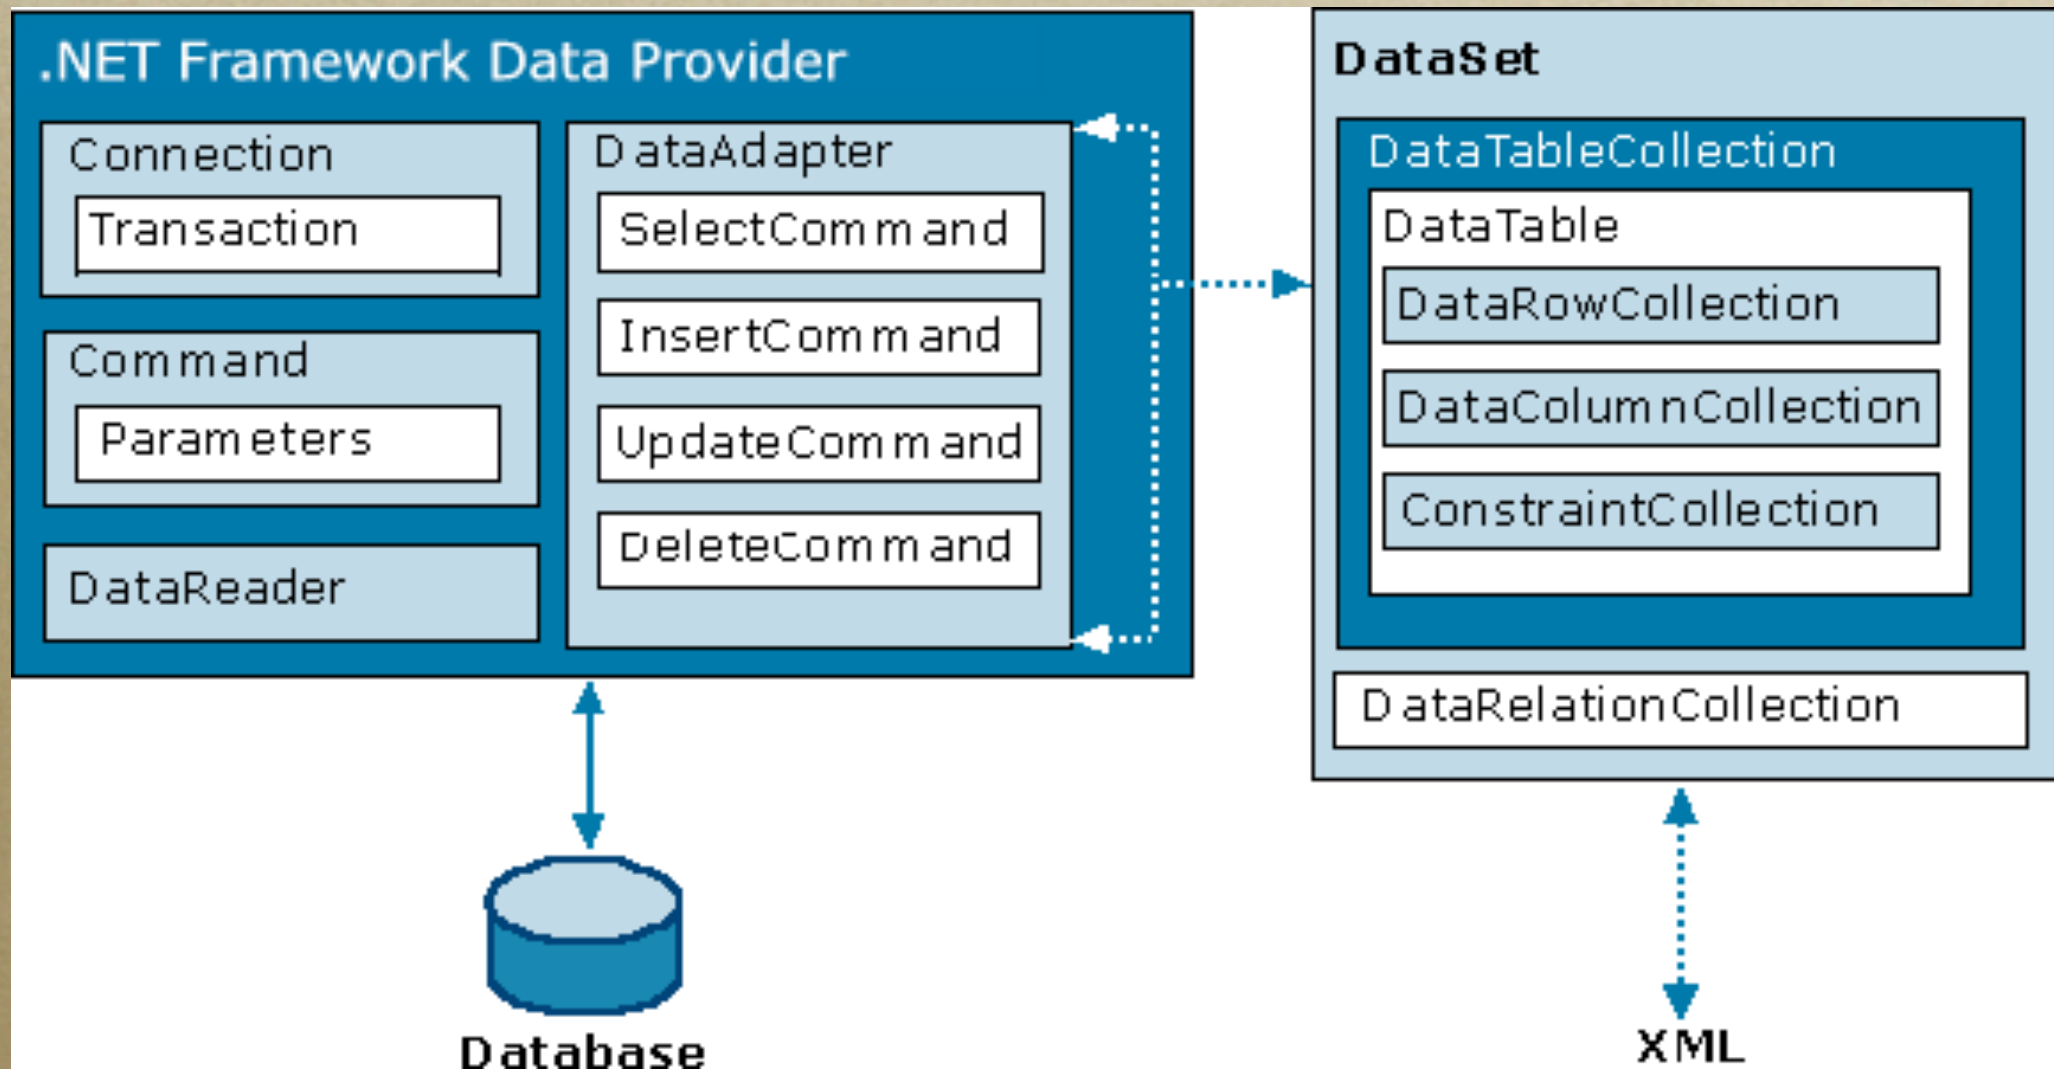 .NET Framework Data Provider
Connection
Transaction
Command
Parameters
DataReader
DataAdapter
SelectCommand
InsertCommand
UpdateCommand
DeleteCommand
Database
DataSet
DataTableCollection
DataTable
DataRowCollection
DataColumnCollection
ConstraintCollection
DataRelationCollection
XML